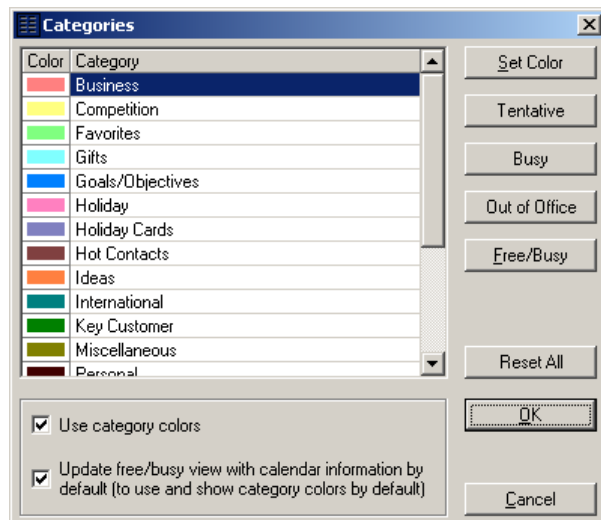 Categories
Color Category
Set Color
Business
Competition
Tentative
Favorites
Gifts
Busy
Goals/Objectives
Holiday
Out of Office
Holiday Cards
Hot Contacts
Free/Busy
Ideas
International
Key Customer
Miscellaneous
Reset All
Personal
OK
Use category colors
Update free/busy view with calendar information by
default (to use and show category colors by default)
Cancel